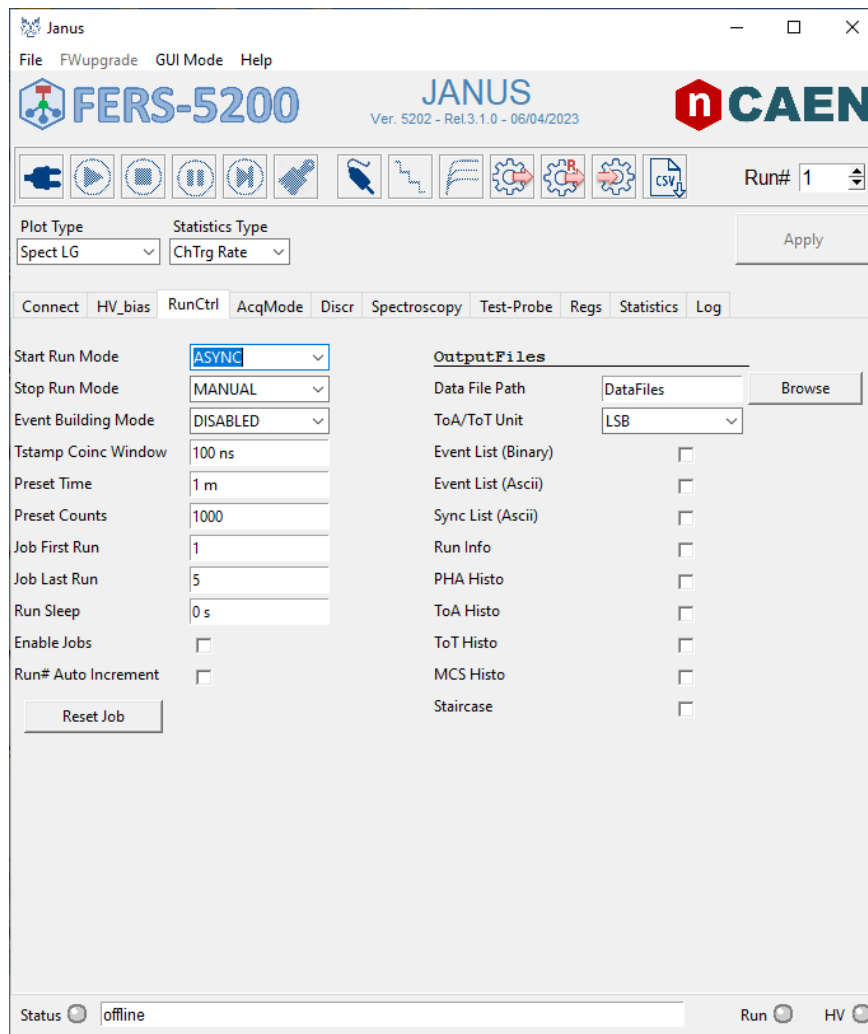 Janus
File FWupgrade GUI Mode Help
FERS-5200
JANUS
Ver. 5202 - Rel.3.1.0 - 06/04/2023
n CAEN
R
CSV
Run# 1
Plot Type Statistics Type
Spect LG ChTrg Rate
Apply
Connect HV_bias RunCtrl AcqMode Discr Spectroscopy Test-Probe Regs Statistics Log
Start Run Mode ASYNC OutputFiles
Stop Run Mode MANUAL Data File Path DataFiles Browse
Event Building Mode DISABLED ToA/ToT Unit LSB
Tstamp Coinc Window 100 ns Event List (Binary)
Preset Time 1 m Event List (Ascii)
Preset Counts 1000 Sync List (Ascii)
Job First Run 1 Run Info
Job Last Run 5 PHA Histo
Run Sleep 0 s ToA Histo
Enable Jobs ToT Histo
Run# Auto Increment MCS Histo
Reset Job Staircase
Status offline Run HV